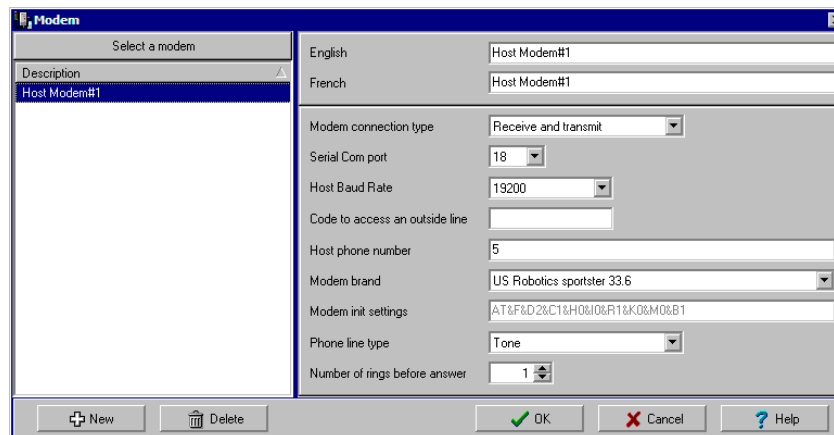 Modem
Select a modem
Description
Host Modem#1
English Host Modem#1
French Host Modem#1
Modem connection type Receive and transmit
Serial Com port 18
Host Baud Rate 19200
Code to access an outside line
Host phone number 5
Modem brand US Robotics sportster 33.6
Modem init settings AT&F&D2&C1&H0&I0&R1&K0&M0&B1
Phone line type Tone
Number of rings before answer 1
New Delete OK Cancel ? Help